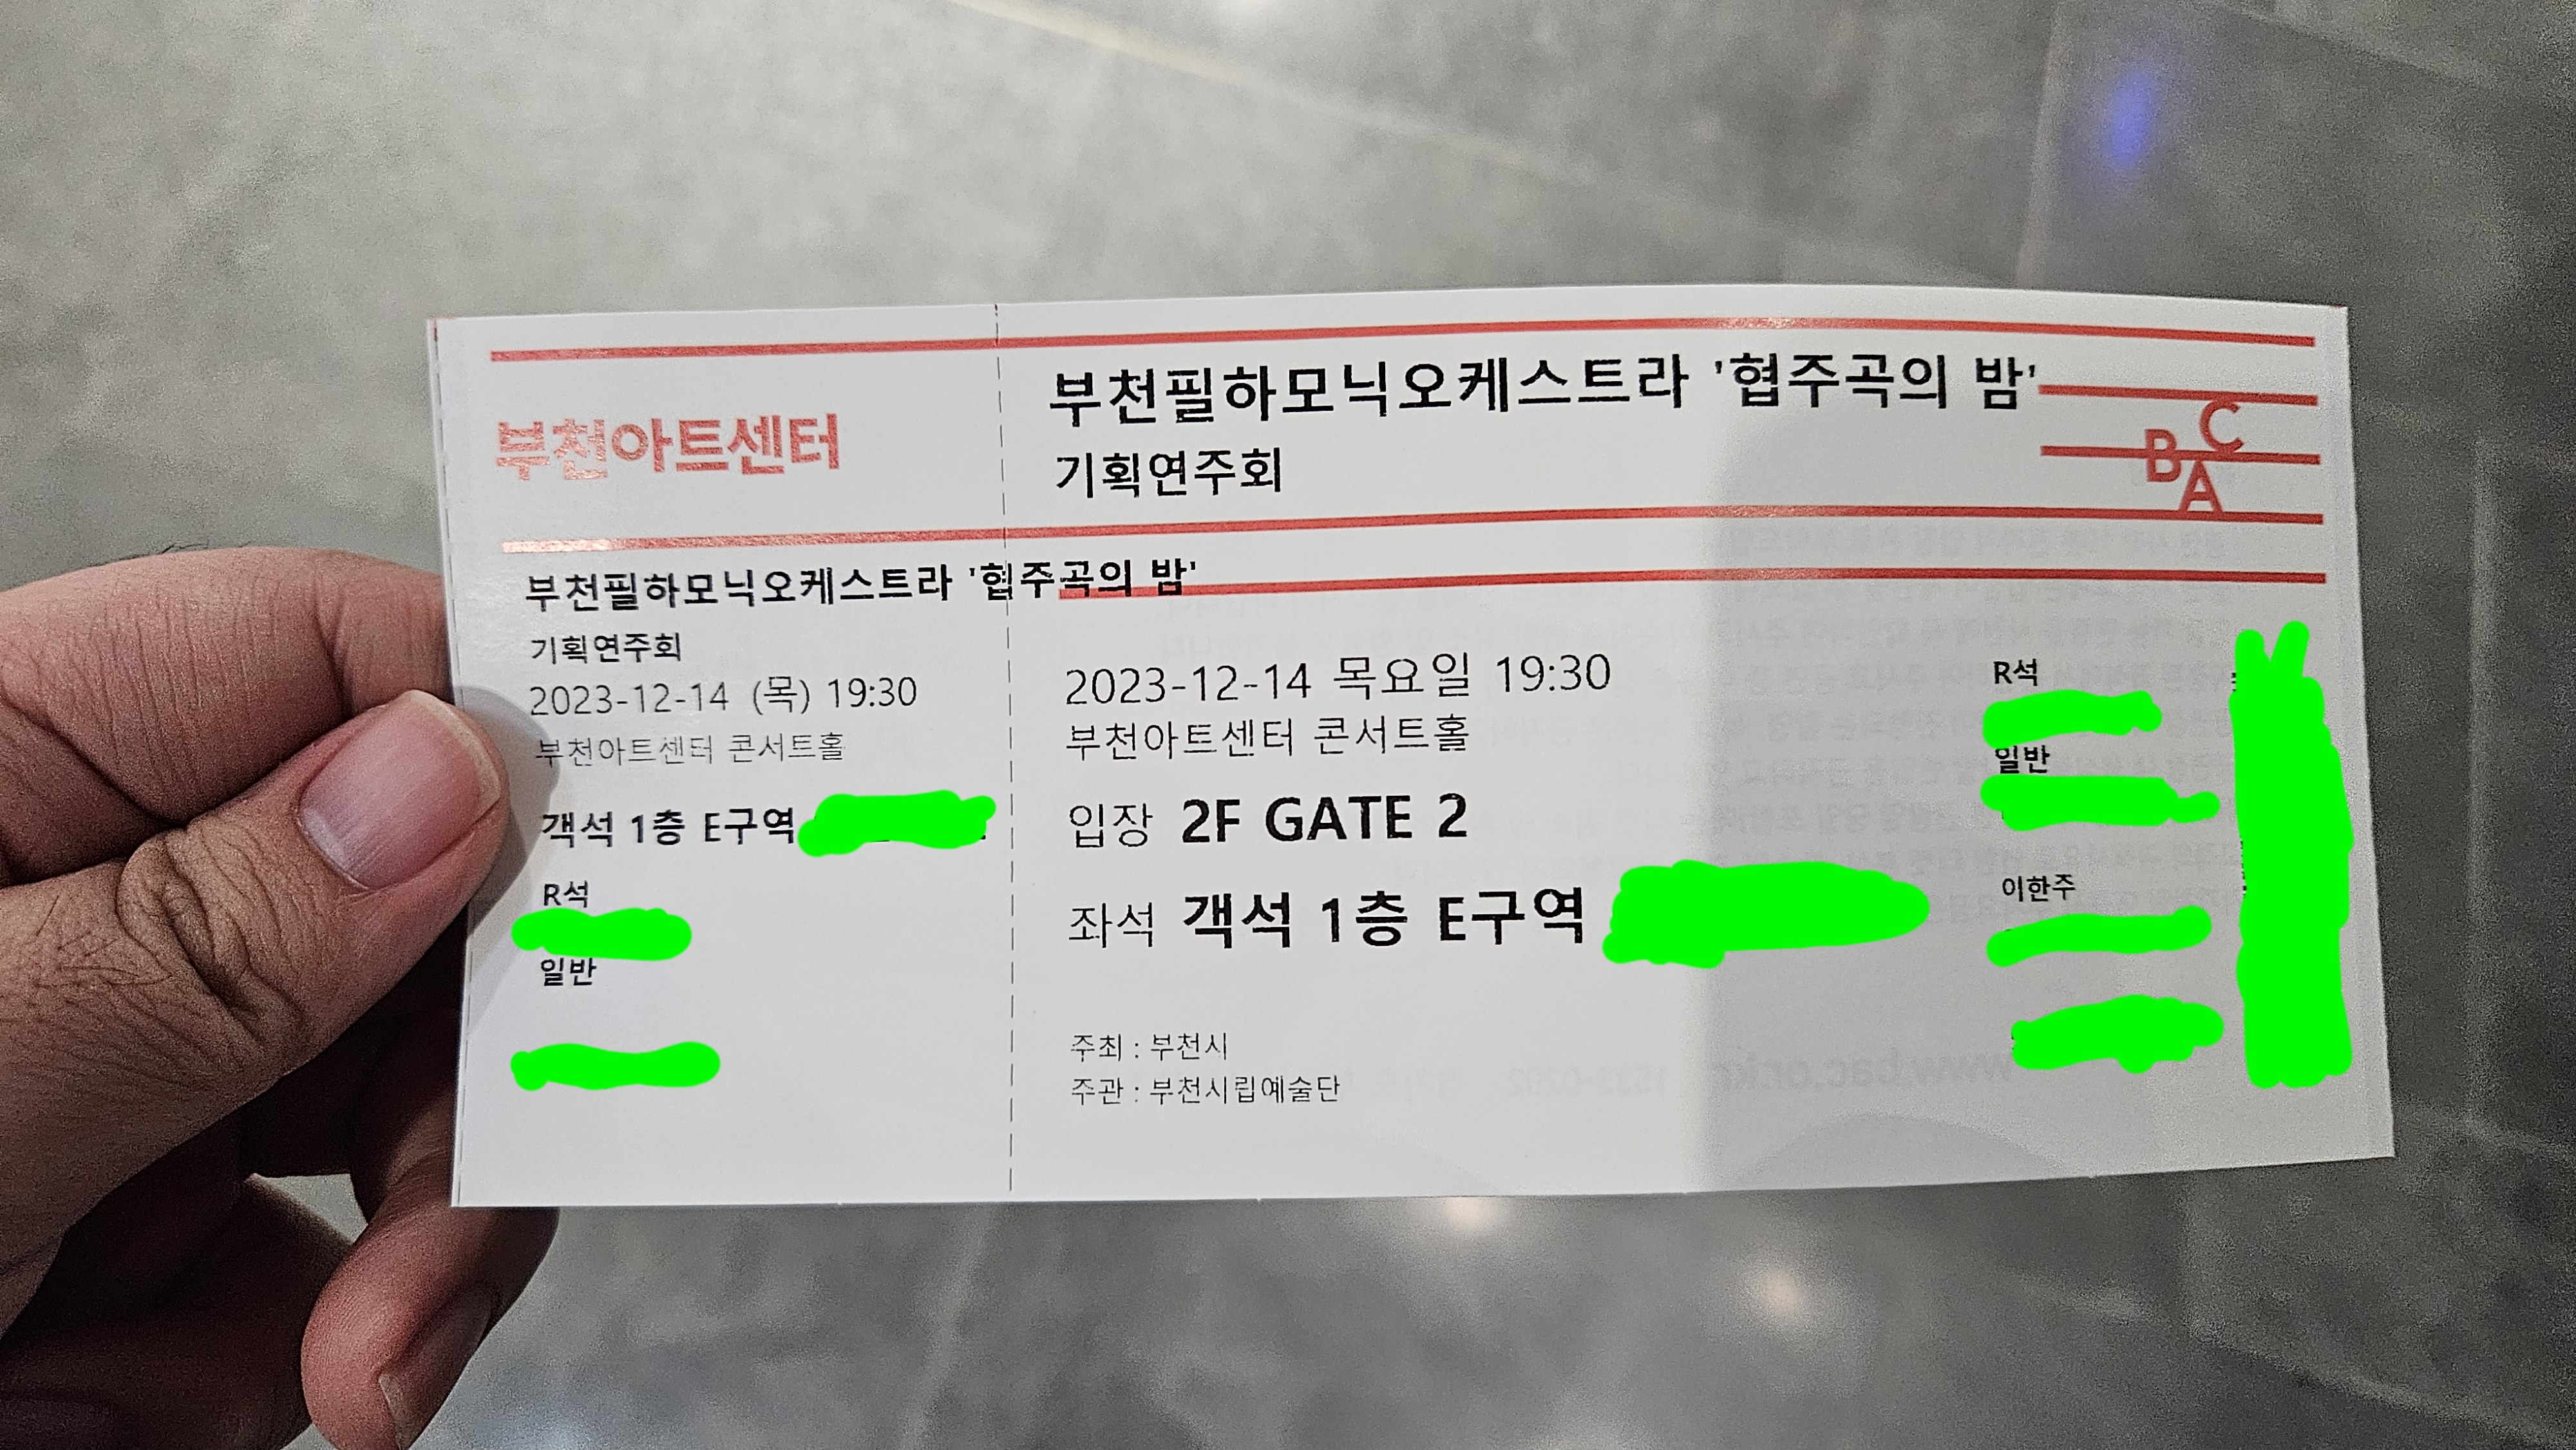 부천아트센터
부천필하모닉오케스트라 '협주곡의 밤'
기획연주회
2023-12-14 (목) 19:30
부천아트센터 콘서트홀
객석 1층 E구역
R석
일반
부천필하모닉오케스트라 '협주곡의 밤'
기획연주회
BAC
2023-12-14 목요일 19:30
부천아트센터 콘서트홀
입장 2F GATE 2
좌석 객석 1층 E구역
주최 : 부천시
주관 : 부천시립예술단
R석
일반
이한주